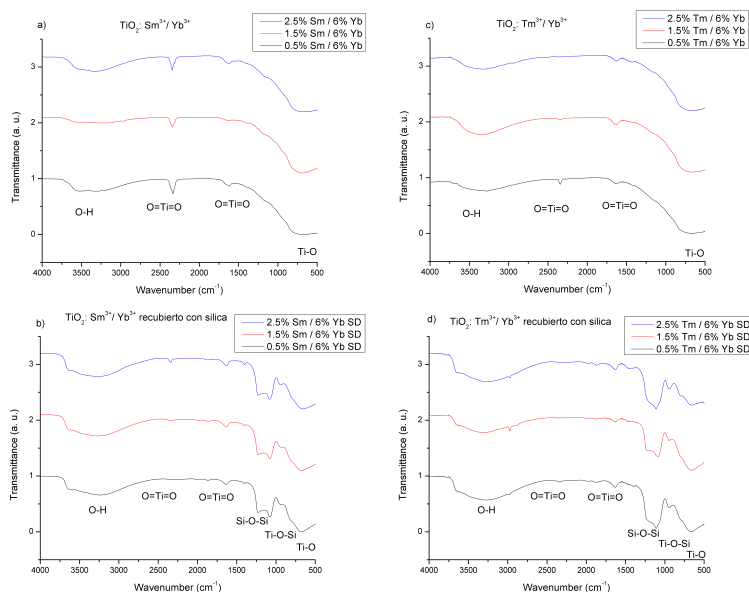 a)
TiO2: Sm3+/ Yb3+
2.5% Sm / 6% Yb
1.5% Sm / 6% Yb
0.5% Sm / 6% Yb
Transmittance (a. u.)
3
2
1
0
O-H
O=Ti=O
O=Ti=O
Ti-O
4000 3500 3000 2500 2000 1500 1000 500
Wavenumber (cm-1)
c)
TiO2: Tm3+/ Yb3+
2.5% Tm / 6% Yb
1.5% Tm / 6% Yb
0.5% Tm / 6% Yb
Transmittance (a. u.)
3
2
1
0
O-H
O=Ti=O
O=Ti=O
Ti-O
4000 3500 3000 2500 2000 1500 1000 500
Wavenumber (cm-1)
b)
TiO2: Sm3+/ Yb3+ recubierto con silica
2.5% Sm / 6% Yb SD
1.5% Sm / 6% Yb SD
0.5% Sm / 6% Yb SD
Transmittance (a. u.)
3
2
1
0
O-H
O=Ti=O
O=Ti=O
Si-O-Si
Ti-O-Si
Ti-O
4000 3500 3000 2500 2000 1500 1000 500
Wavenumber (cm-1)
d)
TiO2: Tm3+/ Yb3+ recubierto con silica
2.5% Tm / 6% Yb SD
1.5% Tm / 6% Yb SD
0.5% Tm / 6% Yb SD
Transmittance (a. u.)
3
2
1
0
O-H
O=Ti=O
O=Ti=O
Si-O-Si
Ti-O-Si
Ti-O
4000 3500 3000 2500 2000 1500 1000 500
Wavenumber (cm-1)